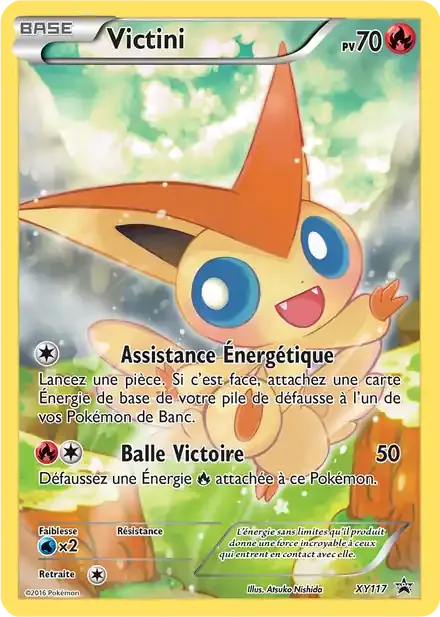 BASE Victini PV70
Assistance Énergétique
Lancez une pièce. Si c'est face, attachez une carte
Énergie de base de votre pile de défausse à l'un de
vos Pokémon de Banc.
Balle Victoire 50
Défaussez une Énergie attachée à ce Pokémon.
Faiblesse Résistance
×2
Retraite
L'énergie sans limites qu'il produit
donne une force incroyable à ceux
qui entrent en contact avec elle.
©2016 Pokémon Illus. Atsuko Nishida XY117